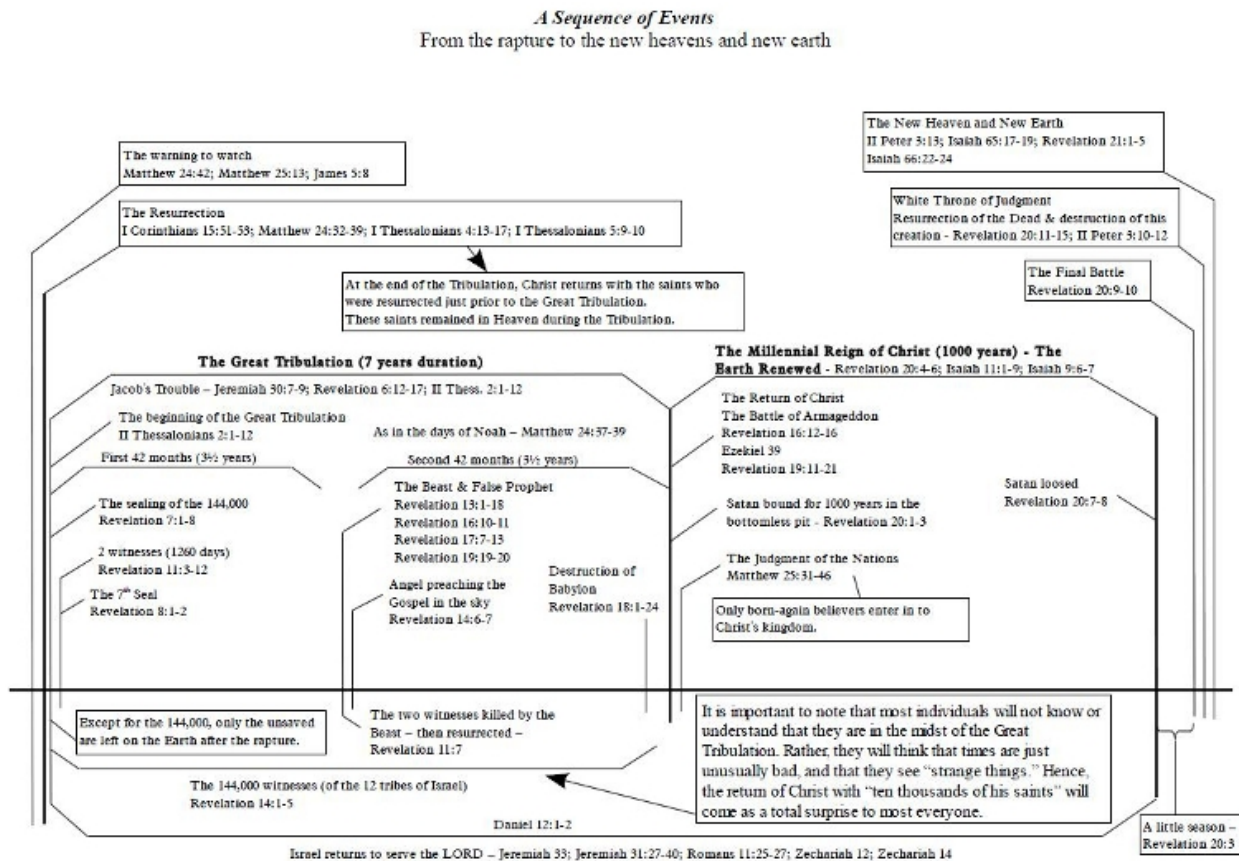 A Sequence of Events
From the rapture to the new heavens and new earth
The New Heaven and New Earth
II Peter 3:13; Isaiah 65:17-19; Revelation 21:1-5
Isaiah 66:22-24
The warning to watch
Matthew 24:42; Matthew 25:13; James 5:8
White Throne of Judgment
Resurrection of the Dead & destruction of this
creation - Revelation 20:11-15; II Peter 3:10-12
The Resurrection
I Corinthians 15:51-53; Matthew 24:32-39; I Thessalonians 4:13-17; I Thessalonians 5:9-10
The Final Battle
Revelation 20:9-10
At the end of the Tribulation, Christ returns with the saints who
were resurrected just prior to the Great Tribulation.
These saints remained in Heaven during the Tribulation.
The Great Tribulation (7 years duration)
Jacob's Trouble – Jeremiah 30:7-9; Revelation 6:12-17; II Thess. 2:1-12
The beginning of the Great Tribulation
II Thessalonians 2:1-12
As in the days of Noah – Matthew 24:37-39
First 42 months (3½ years)
Second 42 months (3½ years)
The sealing of the 144,000
Revelation 7:1-8
2 witnesses (1260 days)
Revelation 11:3-12
The 7th Seal
Revelation 8:1-2
The Beast & False Prophet
Revelation 13:1-18
Revelation 16:10-11
Revelation 17:7-13
Revelation 19:19-20
Angel preaching the
Gospel in the sky
Revelation 14:6-7
Destruction of
Babylon
Revelation 18:1-24
The Millennial Reign of Christ (1000 years) - The
Earth Renewed - Revelation 20:4-6; Isaiah 11:1-9; Isaiah 9:6-7
The Return of Christ
The Battle of Armageddon
Revelation 16:12-16
Ezekiel 39
Revelation 19:11-21
Satan loosed
Revelation 20:7-8
Satan bound for 1000 years in the
bottomless pit - Revelation 20:1-3
The Judgment of the Nations
Matthew 25:31-46
Only born-again believers enter in to
Christ's kingdom.
Except for the 144,000, only the unsaved
are left on the Earth after the rapture.
The two witnesses killed by the
Beast – then resurrected –
Revelation 11:7
It is important to note that most individuals will not know or
understand that they are in the midst of the Great
Tribulation. Rather, they will think that times are just
unusually bad, and that they see “strange things.” Hence,
the return of Christ with “ten thousands of his saints” will
come as a total surprise to most everyone.
The 144,000 witnesses (of the 12 tribes of Israel)
Revelation 14:1-5
Daniel 12:1-2
A little season –
Revelation 20:3
Israel returns to serve the LORD – Jeremiah 33; Jeremiah 31:27-40; Romans 11:25-27; Zechariah 12; Zechariah 14